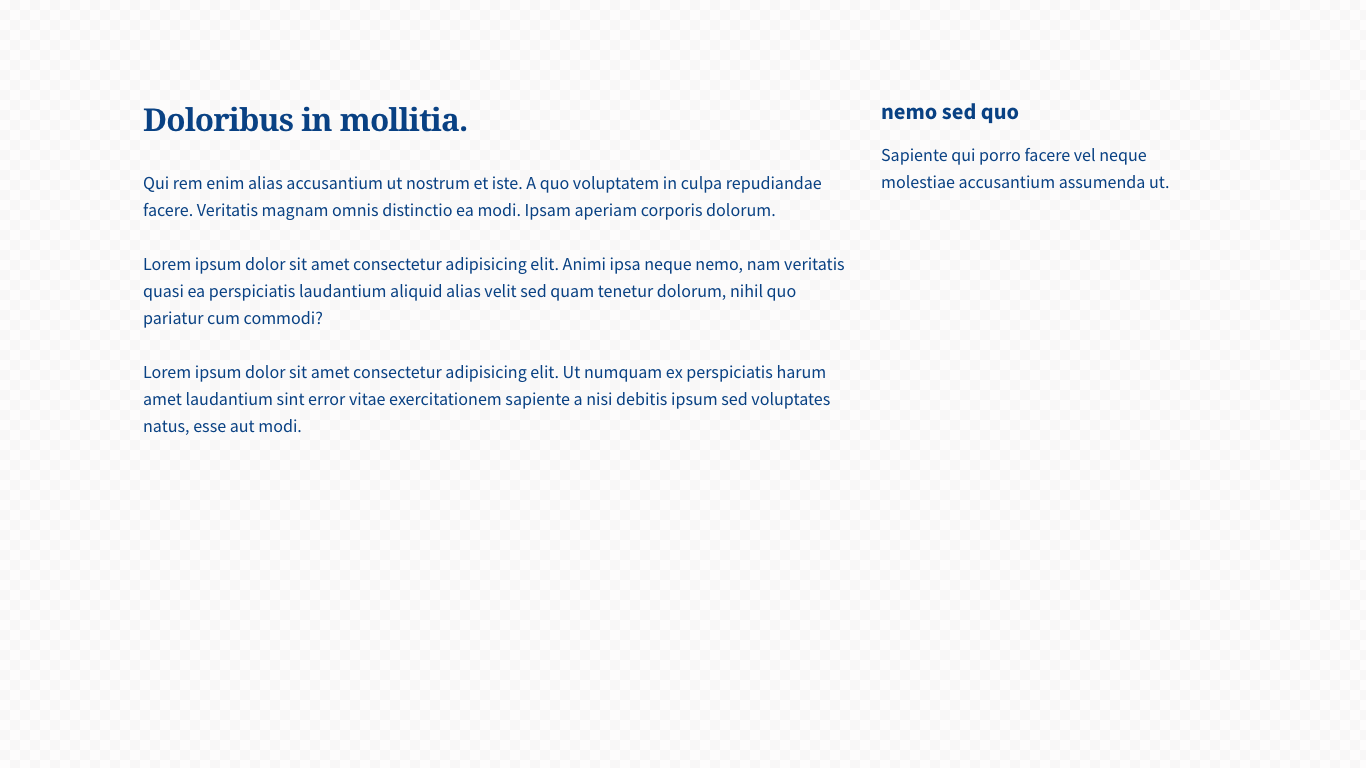 Doloribus in mollitia.
Qui rem enim alias accusantium ut nostrum et iste. A quo voluptatem in culpa repudiandae
facere. Veritatis magnam omnis distinctio ea modi. Ipsam aperiam corporis dolorum.
Lorem ipsum dolor sit amet consectetur adipisicing elit. Animi ipsa neque nemo, nam veritatis
quasi ea perspiciatis laudantium aliquid alias velit sed quam tenetur dolorum, nihil quo
pariatur cum commodi?
Lorem ipsum dolor sit amet consectetur adipisicing elit. Ut numquam ex perspiciatis harum
amet laudantium sint error vitae exercitationem sapiente a nisi debitis ipsum sed voluptates
natus, esse aut modi.
nemo sed quo
Sapiente qui porro facere vel neque
molestiae accusantium assumenda ut.